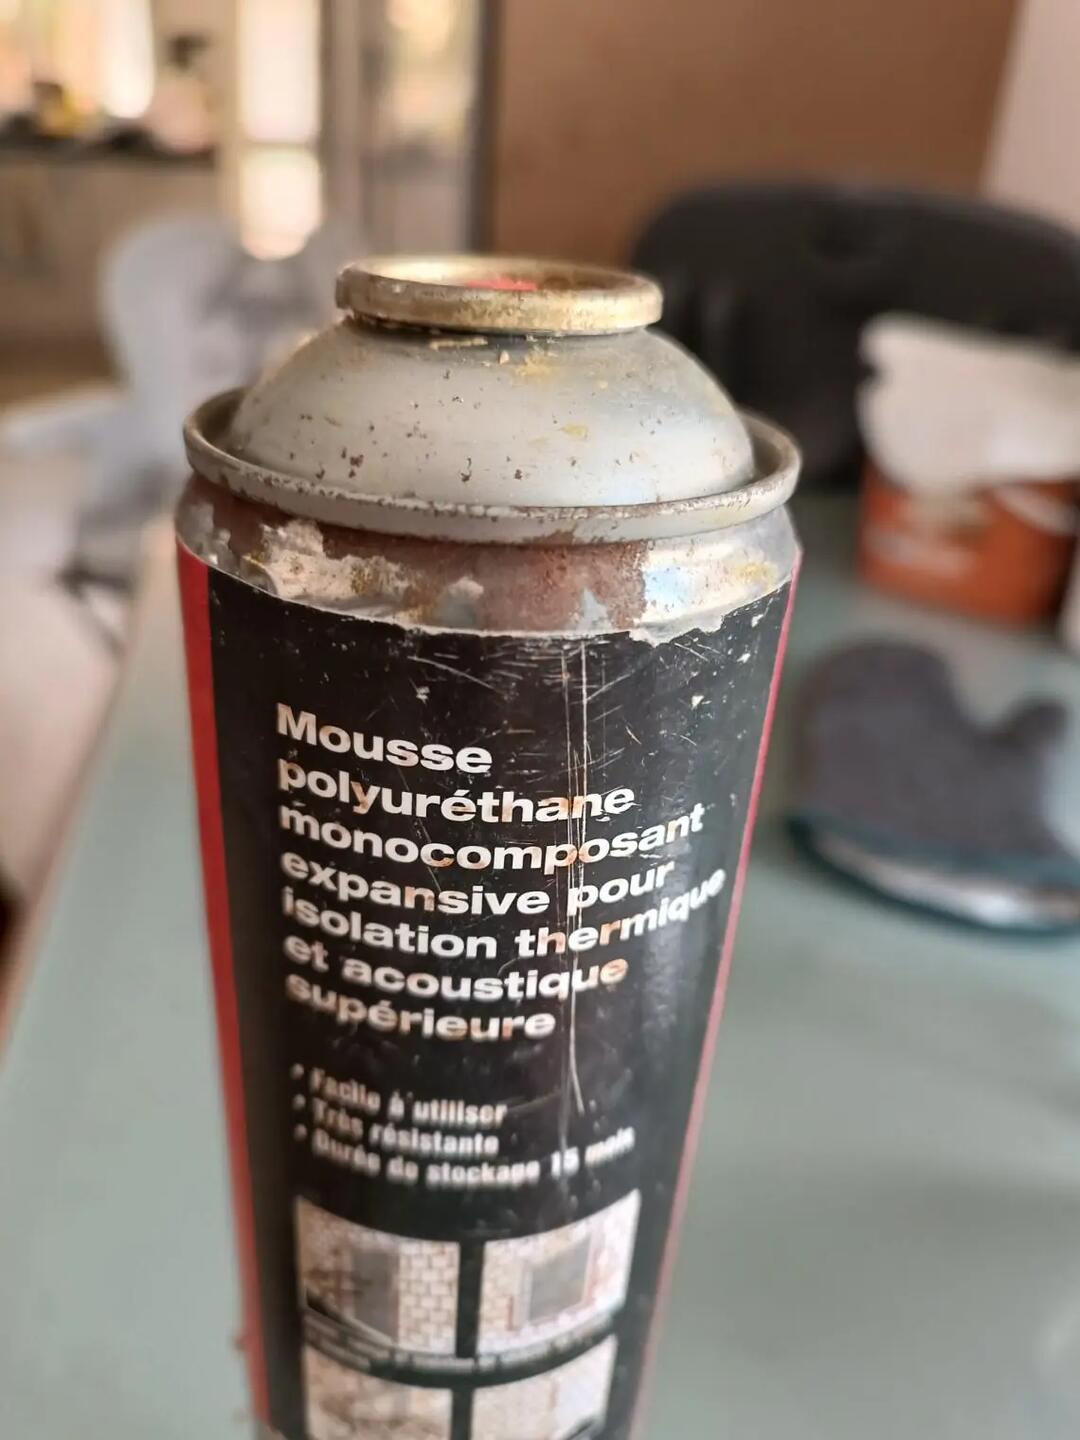 Mousse
polyuréthane
monocomposant
expansive pour
isolation thermique
et acoustique
supérieure
Facile à utiliser
Très résistante
Durée de stockage 15 mois